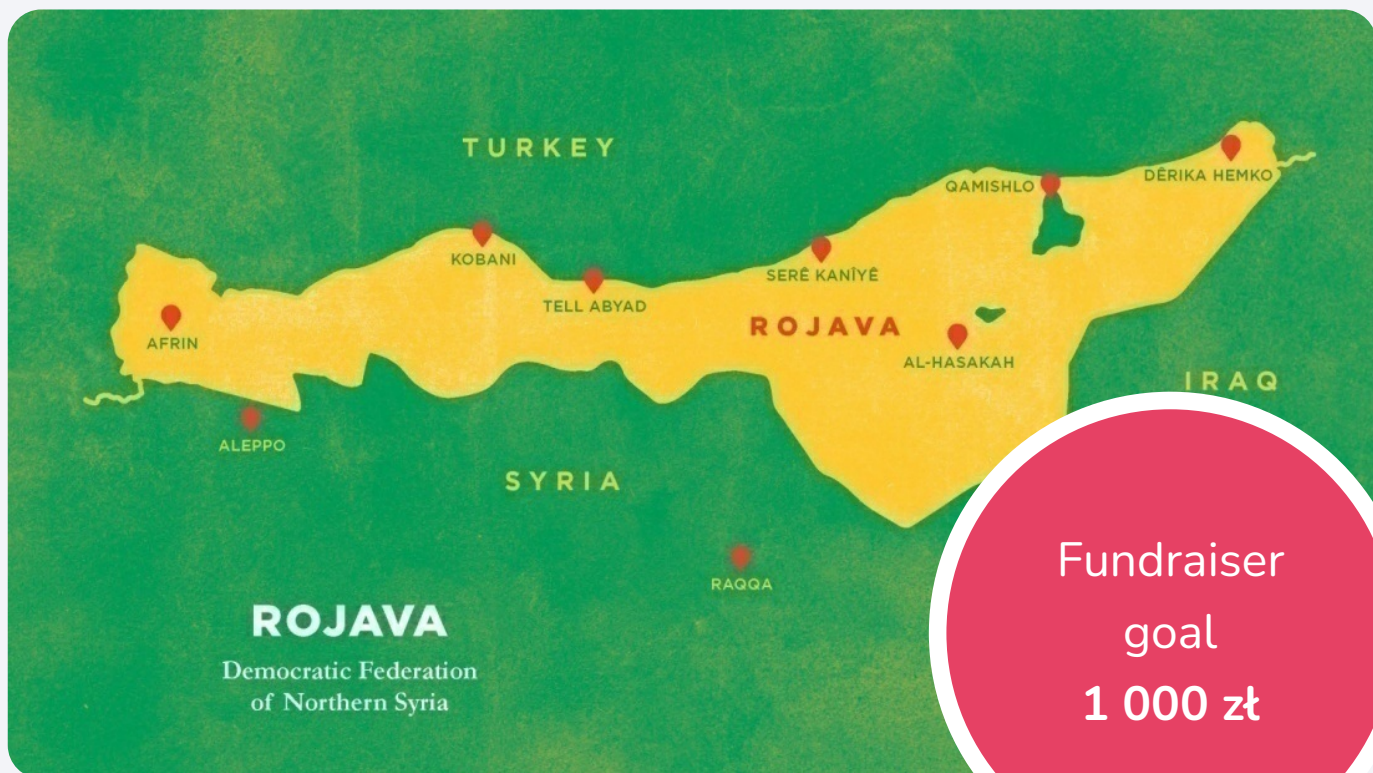 TURKEY
QAMISHLO
DÊRIKA HEMKO
KOBANI
SERÊ KANÎYÊ
TELL ABYAD
ROJAVA
AFRIN
AL-HASAKAH
IRAQ
ALEPPO
SYRIA
RAQQA
ROJAVA
Democratic Federation
of Northern Syria
Fundraiser
goal
1 000 zł